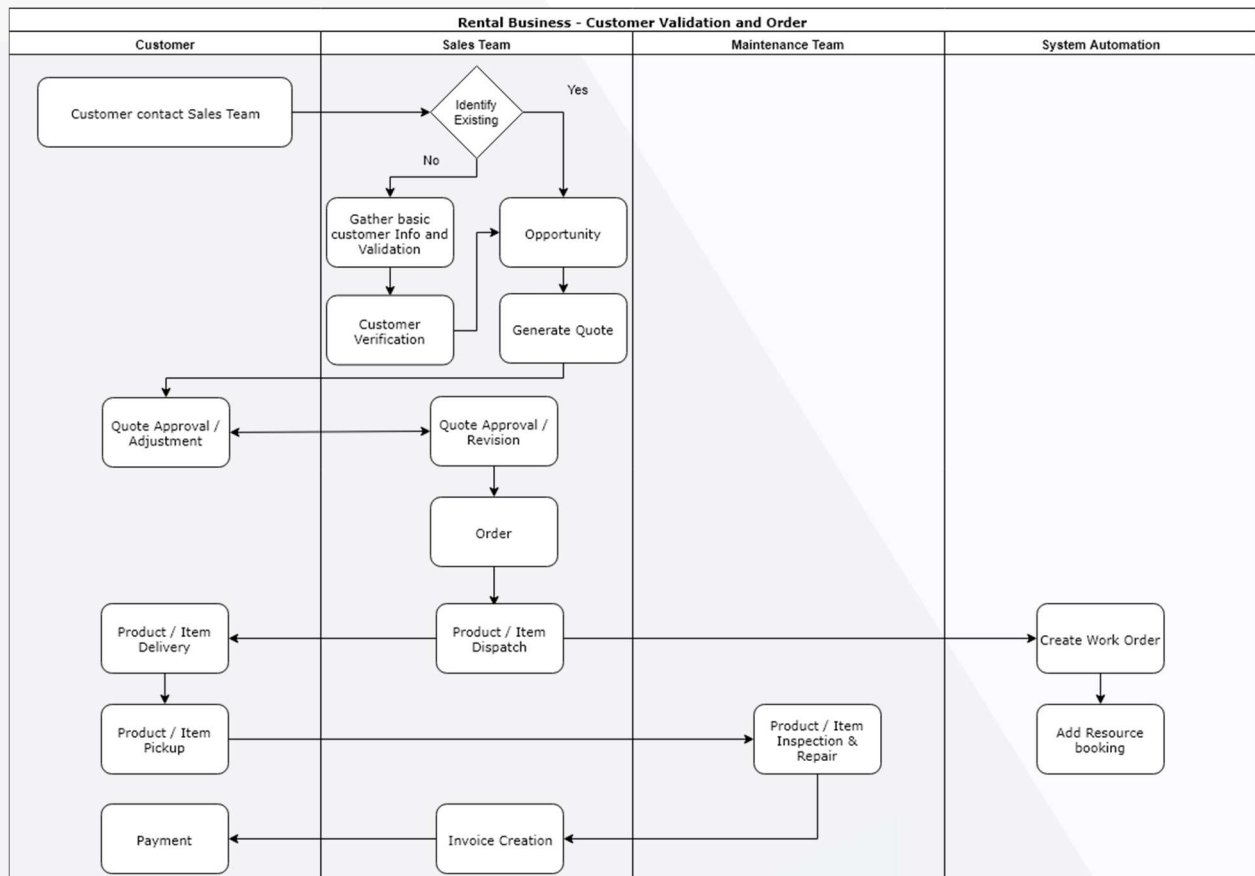 Rental Business - Customer Validation and Order
Customer
Sales Team
Maintenance Team
System Automation
Customer contact Sales Team
Identify
Existing
Yes
No
Gather basic
customer Info and
Validation
Opportunity
Customer
Verification
Generate Quote
Quote Approval /
Adjustment
Quote Approval /
Revision
Order
Product / Item
Delivery
Product / Item
Dispatch
Create Work Order
Product / Item
Pickup
Product / Item
Inspection &
Repair
Add Resource
booking
Payment
Invoice Creation